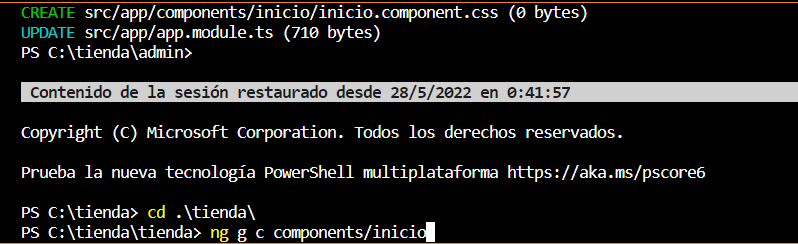 CREATE src/app/components/inicio/inicio.component.css (0 bytes)
UPDATE src/app/app.module.ts (710 bytes)
PS C:\tienda\admin>
Contenido de la sesión restaurado desde 28/5/2022 en 0:41:57
Copyright (C) Microsoft Corporation. Todos los derechos reservados.
Prueba la nueva tecnología PowerShell multiplataforma https://aka.ms/pscore6
PS C:\tienda> cd .\tienda\
PS C:\tienda\tienda> ng g c components/inicio